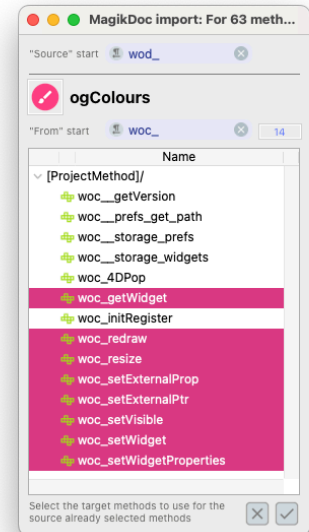 MagikDoc import: For 63 meth...
"Source" start wod_
ogColours
"From" start woc_ 14
Name
[ProjectMethod]/
woc__getVersion
woc__prefs_get_path
woc__storage_prefs
woc__storage_widgets
woc_4DPop
woc_getWidget
woc_initRegister
woc_redraw
woc_resize
woc_setExternalProp
woc_setExternalPtr
woc_setVisible
woc_setWidget
woc_setWidgetProperties
Select the target methods to use for the
source already selected methods